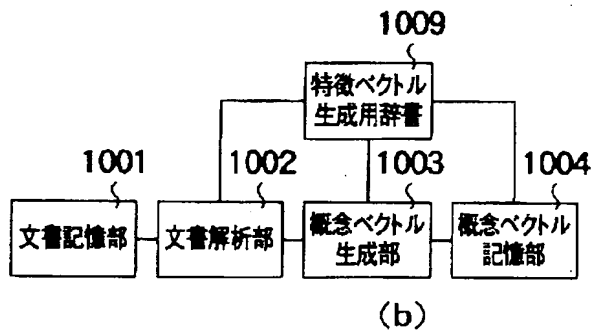 1009
特徴ベクトル
生成用辞書
1001
1002
1003
1004
文書記憶部
文書解析部
概念ベクトル
生成部
概念ベクトル
記憶部
(b)